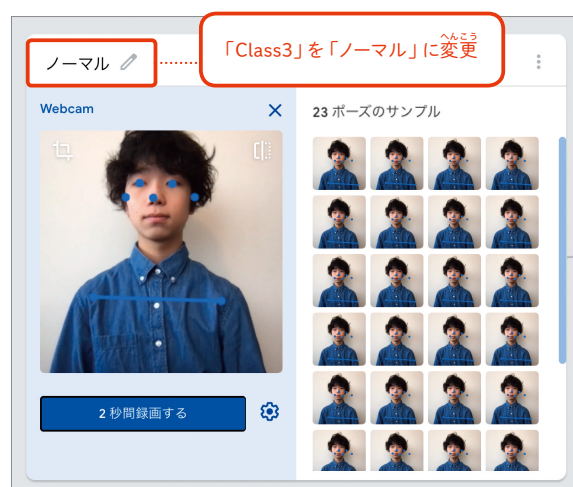 「Class3」を「ノーマル」に変更
へんこう
ノーマル
Webcam
23 ポーズのサンプル
2 秒間録画する